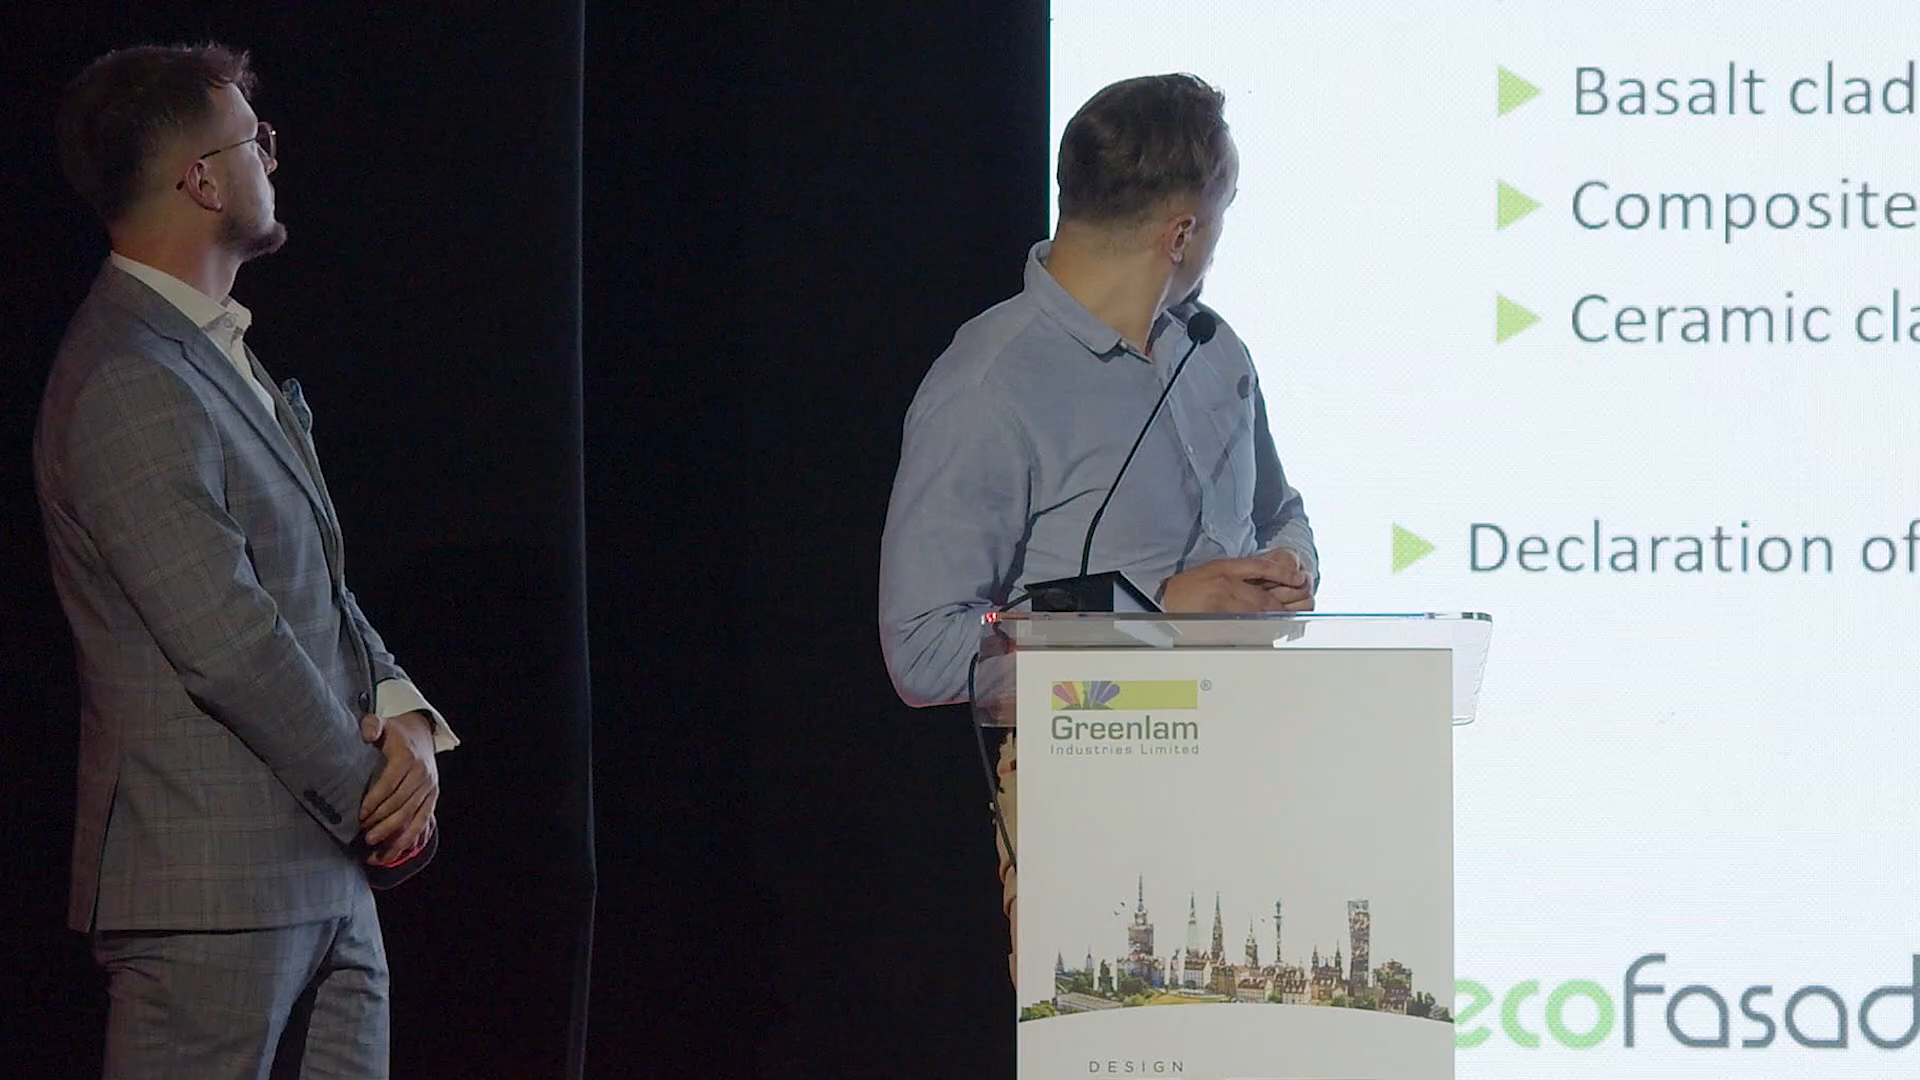 Basalt clad
Composite
Ceramic cla
Declaration of
Greenlam ®
Industries Limited
ecofasad
DESIGN